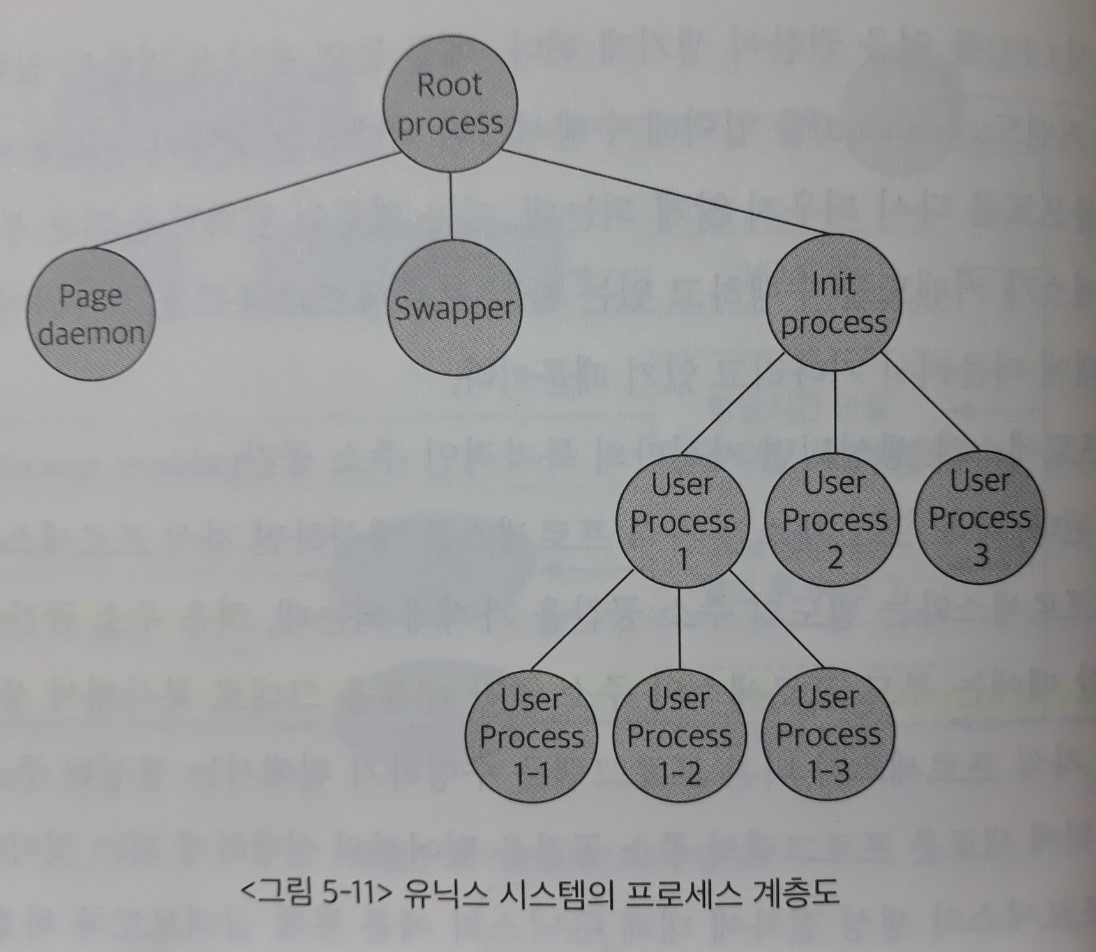 Root
process
Page
daemon
Swapper
Init
process
User
Process
1
User
Process
2
User
Process
3
User
Process
1-1
User
Process
1-2
User
Process
1-3
<그림 5-11> 유닉스 시스템의 프로세스 계층도